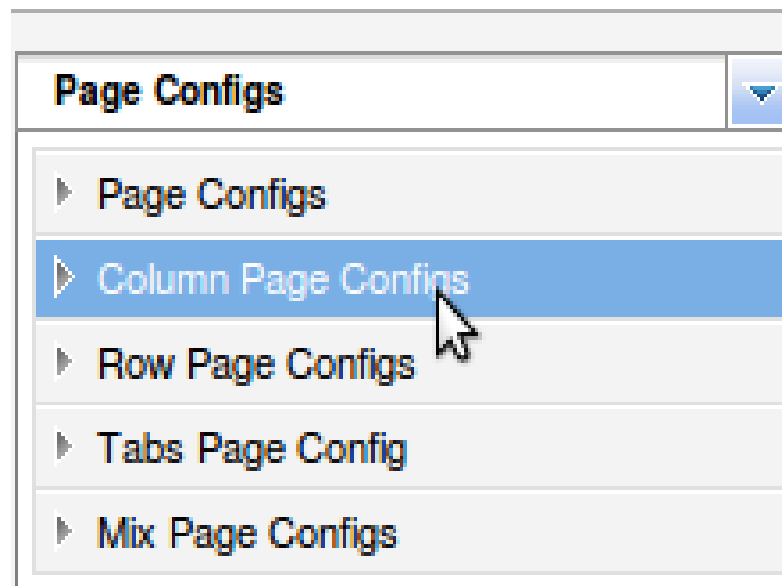 Page Configs
Page Configs
Column Page Configs
Row Page Configs
Tabs Page Config
Mix Page Configs